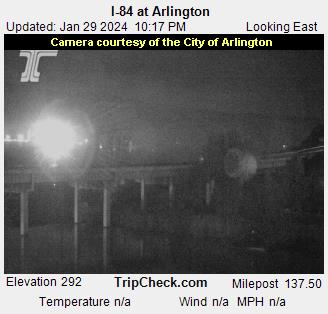 I-84 at Arlington
Updated: Jan 29 2024 10:17 PM Looking East
Camera courtesy of the City of Arlington
Elevation 292 TripCheck.com Milepost 137.50
Temperature n/a Wind n/a MPH n/a